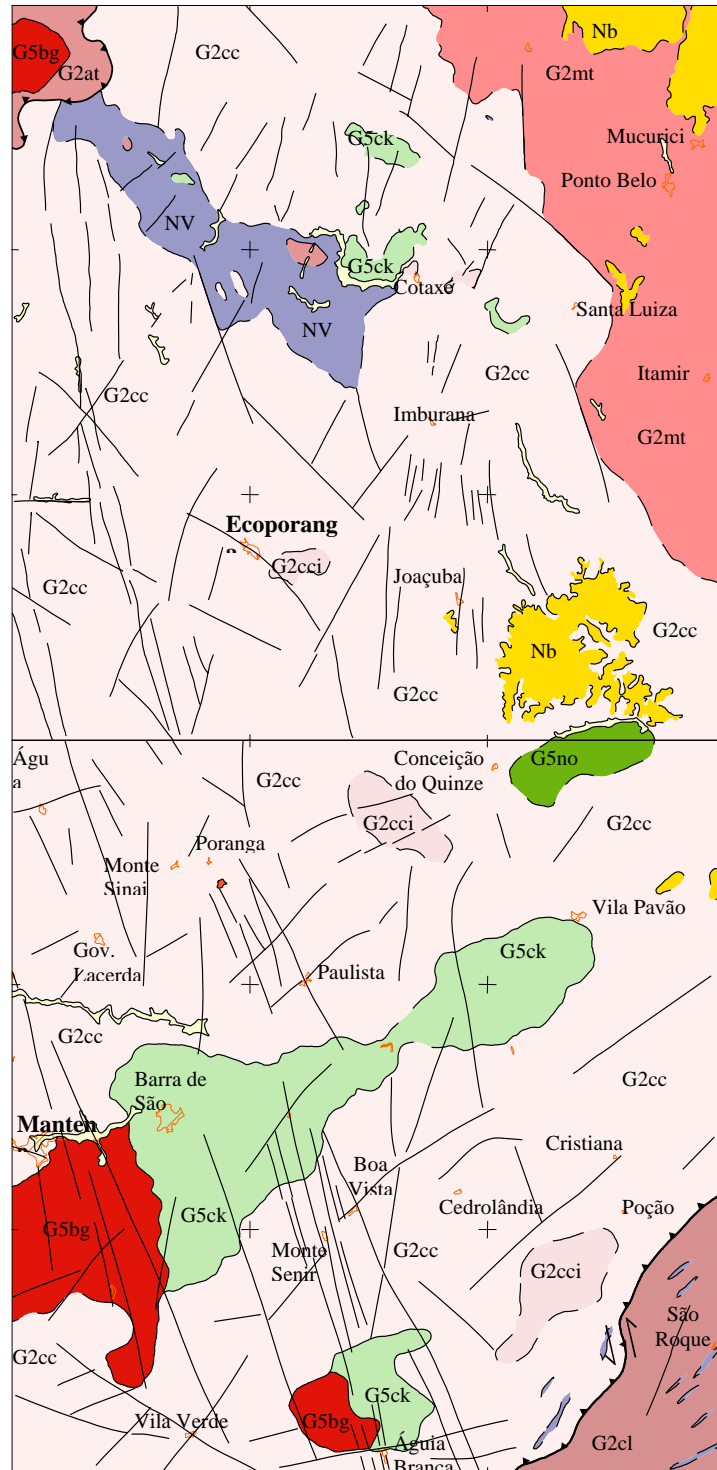 Nb
G5bg
G2cc
G2at
G2mt
G5ck
Mucurici
Ponto Belo
NV
G5ck
Cotaxé
NV
Santa Luiza
G2cc
Itamir
G2cc
Imburana
G2mt
Ecoporang
G2cci
Joaçuba
G2cc
G2cc
Nb
G2cc
Águ
a
Conceição
do Quinze
G5no
G2cc
G2cci
G2cc
Poranga
Monte
Sinai
Vila Pavão
Gov.
Lacerda
G5ck
Paulista
G2cc
Barra de
São
G2cc
Manten
Cristiana
Boa
Vista
Cedrolândia
Poção
G5ck
G5bg
Monte
Senir
G2cc
G2cci
São
Roque
G2cc
G5ck
Vila Verde
G5bg
Águia
Branca
G2cl